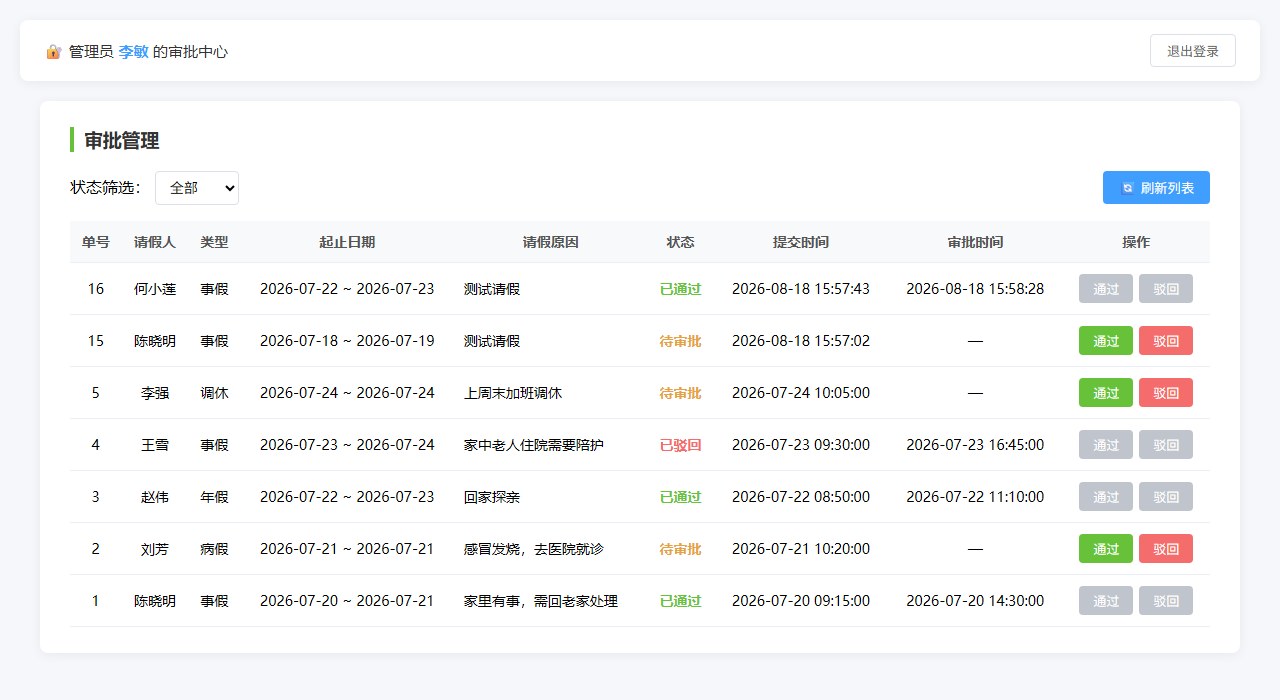 管理员 李敏 的审批中心 退出登录
审批管理
状态筛选： 全部 刷新列表
单号 请假人 类型 起止日期 请假原因 状态 提交时间 审批时间 操作
16 何小莲 事假 2026-07-22 ~ 2026-07-23 测试请假 已通过 2026-08-18 15:57:43 2026-08-18 15:58:28 通过 驳回
15 陈晓明 事假 2026-07-18 ~ 2026-07-19 测试请假 待审批 2026-08-18 15:57:02 — 通过 驳回
5 李强 调休 2026-07-24 ~ 2026-07-24 上周末加班调休 待审批 2026-07-24 10:05:00 — 通过 驳回
4 王雪 事假 2026-07-23 ~ 2026-07-24 家中老人住院需要陪护 已驳回 2026-07-23 09:30:00 2026-07-23 16:45:00 通过 驳回
3 赵伟 年假 2026-07-22 ~ 2026-07-23 回家探亲 已通过 2026-07-22 08:50:00 2026-07-22 11:10:00 通过 驳回
2 刘芳 病假 2026-07-21 ~ 2026-07-21 感冒发烧，去医院就诊 待审批 2026-07-21 10:20:00 — 通过 驳回
1 陈晓明 事假 2026-07-20 ~ 2026-07-21 家里有事，需回老家处理 已通过 2026-07-20 09:15:00 2026-07-20 14:30:00 通过 驳回